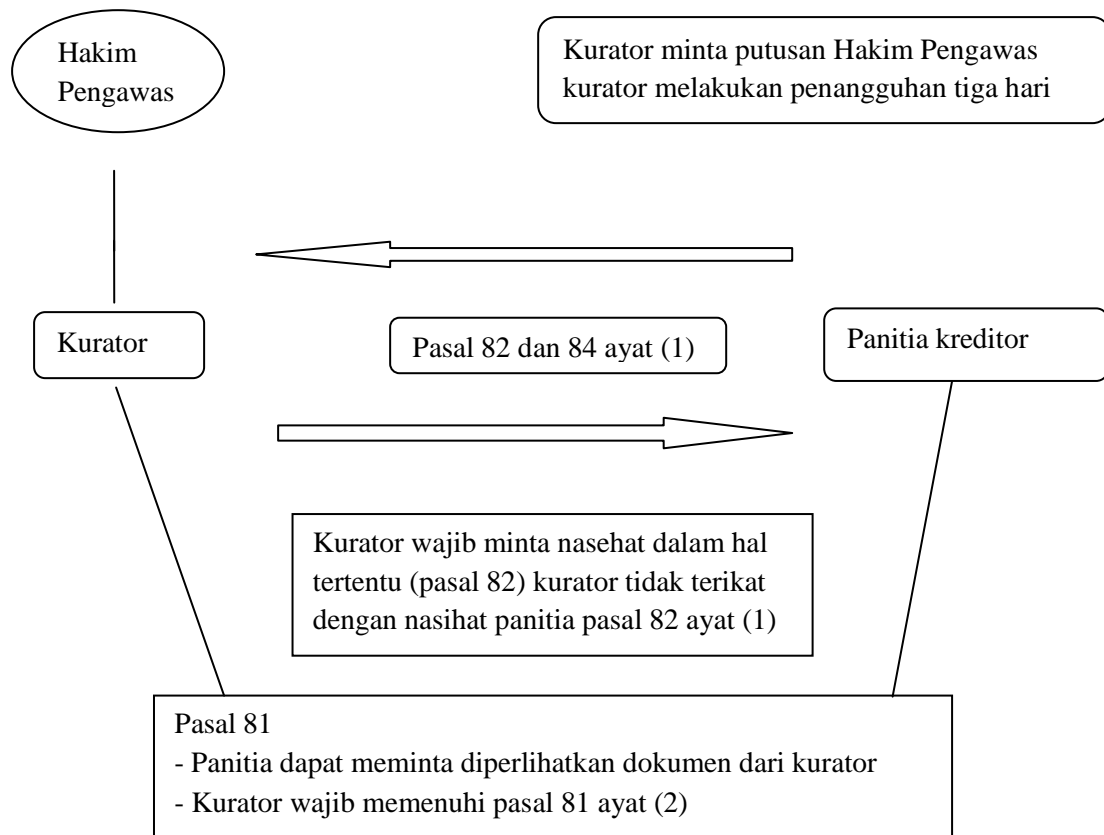 Hakim
Pengawas
Kurator minta putusan Hakim Pengawas
kurator melakukan penangguhan tiga hari
Kurator
Pasal 82 dan 84 ayat (1)
Panitia kreditor
Kurator wajib minta nasehat dalam hal
tertentu (pasal 82) kurator tidak terikat
dengan nasihat panitia pasal 82 ayat (1)
Pasal 81
- Panitia dapat meminta diperlihatkan dokumen dari kurator
- Kurator wajib memenuhi pasal 81 ayat (2)